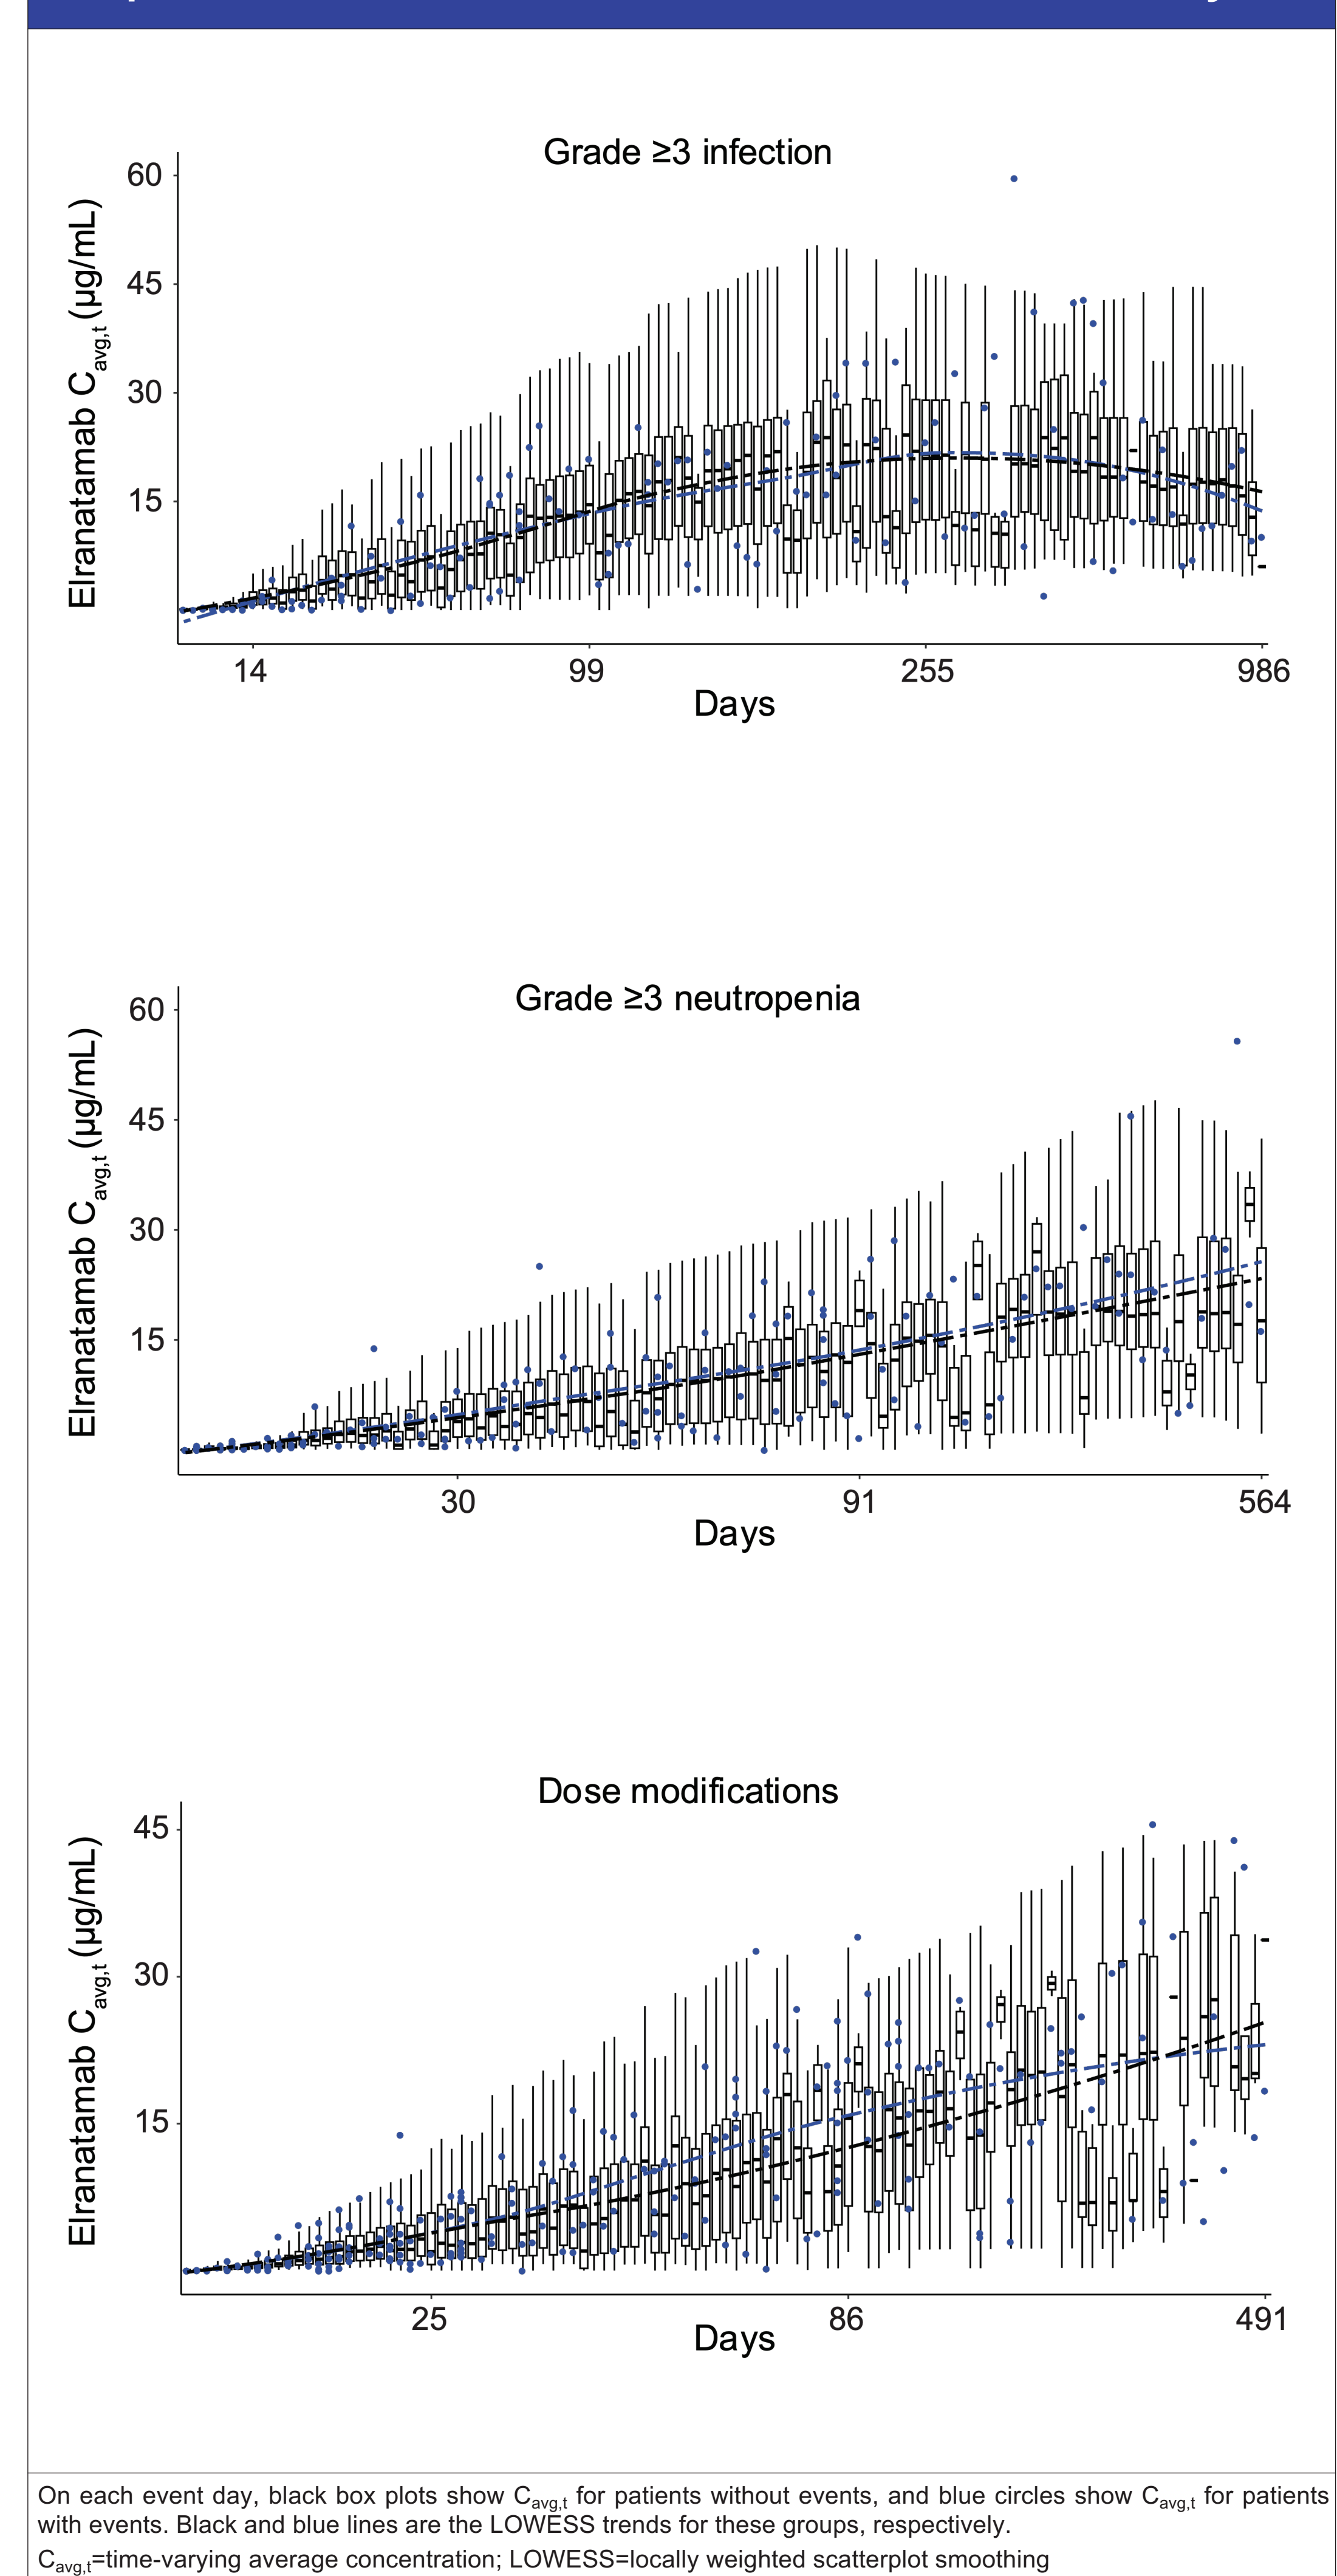 Grade ≥3 infection
60
45
30
15
Elranatamab Cavg,t (µg/mL)
14 99 255 986
Days
Grade ≥3 neutropenia
60
45
30
15
Elranatamab Cavg,t (µg/mL)
30 91 564
Days
Dose modifications
45
30
15
Elranatamab Cavg,t (µg/mL)
25 86 491
Days
On each event day, black box plots show Cavg,t for patients without events, and blue circles show Cavg,t for patients
with events. Black and blue lines are the LOWESS trends for these groups, respectively.
Cavg,t=time-varying average concentration; LOWESS=locally weighted scatterplot smoothing